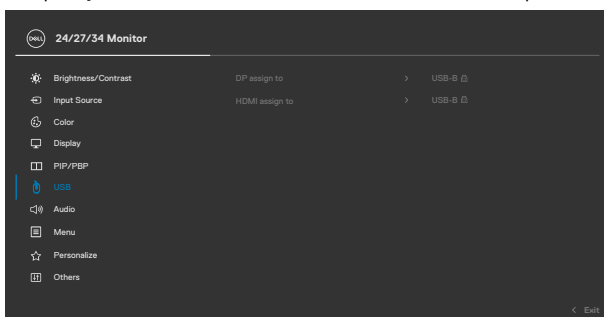 DELL 24/27/34 Monitor
Brightness/Contrast DP assign to > USB-B
Input Source HDMI assign to > USB-B
Color
Display
PIP/PBP
USB
Audio
Menu
Personalize
Others
< Exit